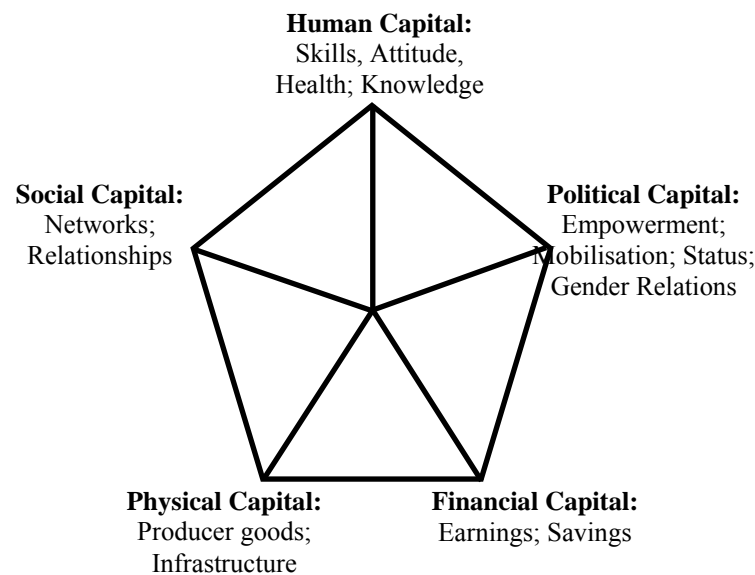 Human Capital:
Skills, Attitude,
Health; Knowledge
Social Capital:
Networks;
Relationships
Political Capital:
Empowerment;
Mobilisation; Status;
Gender Relations
Physical Capital:
Producer goods;
Infrastructure
Financial Capital:
Earnings; Savings